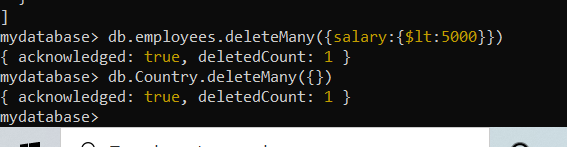 ]
mydatabase> db.employees.deleteMany({salary:{$lt:5000}})
{ acknowledged: true, deletedCount: 1 }
mydatabase> db.Country.deleteMany({})
{ acknowledged: true, deletedCount: 1 }
mydatabase>